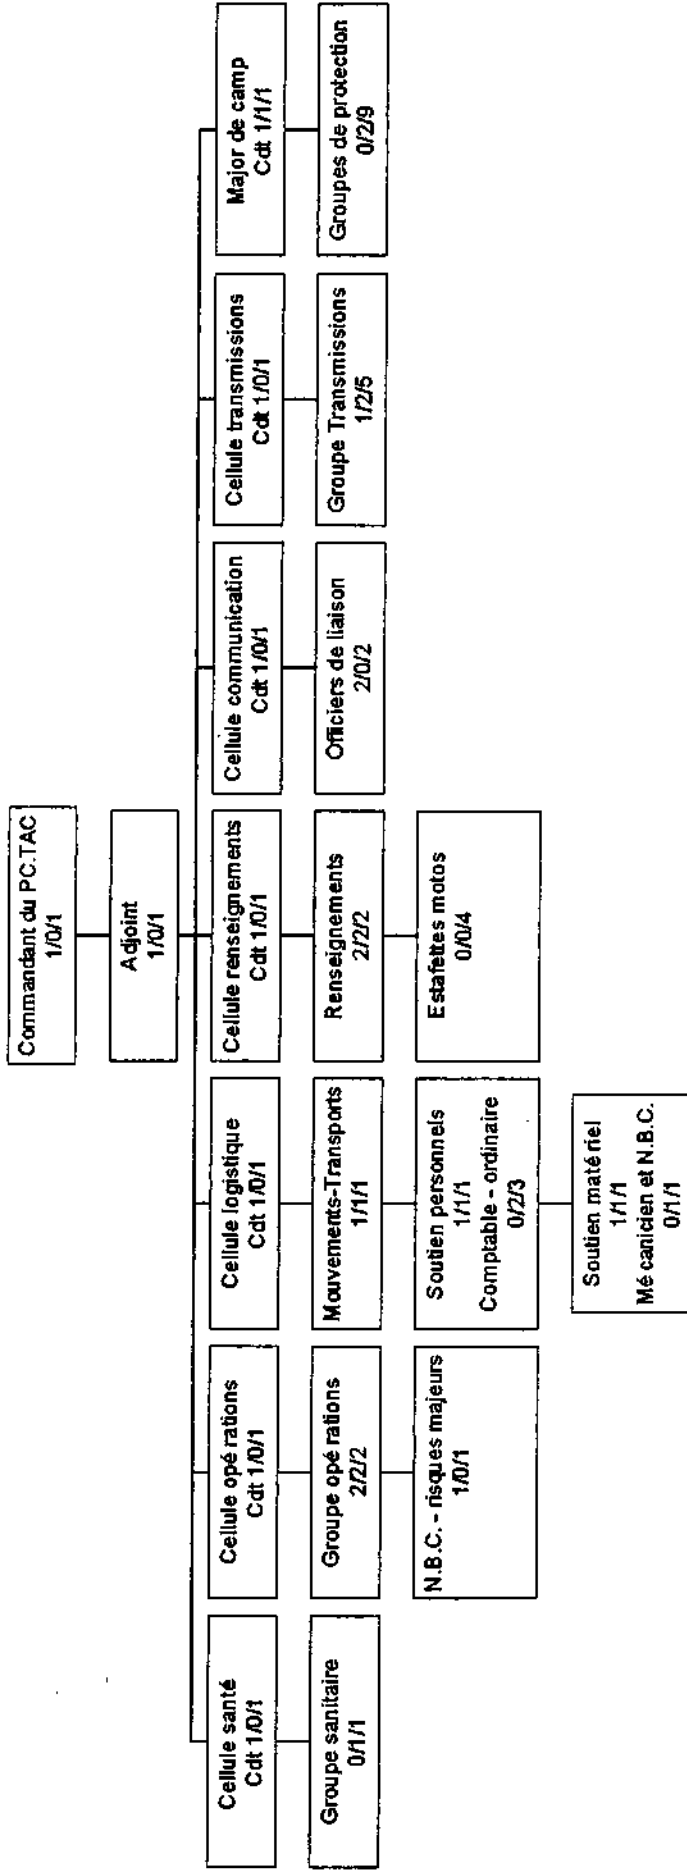 Commandant du PC.TAC
1/0/1
Adjoint
1/0/1
Cellule santé
Cdt 1/0/1
Groupe sanitaire
0/1/1
Cellule opé rations
Cdt 1/0/1
Groupe opé rations
2/2/2
N.B.C. - risques majeurs
1/0/1
Cellule logistique
Cdt 1/0/1
Mouvements-Transports
1/1/1
Soutien personnels
1/1/1
Comptable - ordinaire
0/2/3
Soutien maté riel
1/1/1
Mé canicien et N.B.C.
0/1/1
Cellule renseignements
Cdt 1/0/1
Renseignements
2/2/2
Estafettes motos
0/0/4
Cellule communication
Cdt 1/0/1
Officiers de liaison
2/0/2
Cellule transmissions
Cdt 1/0/1
Groupe Transmissions
1/2/5
Major de camp
Cdt 1/1/1
Groupes de protection
0/2/9